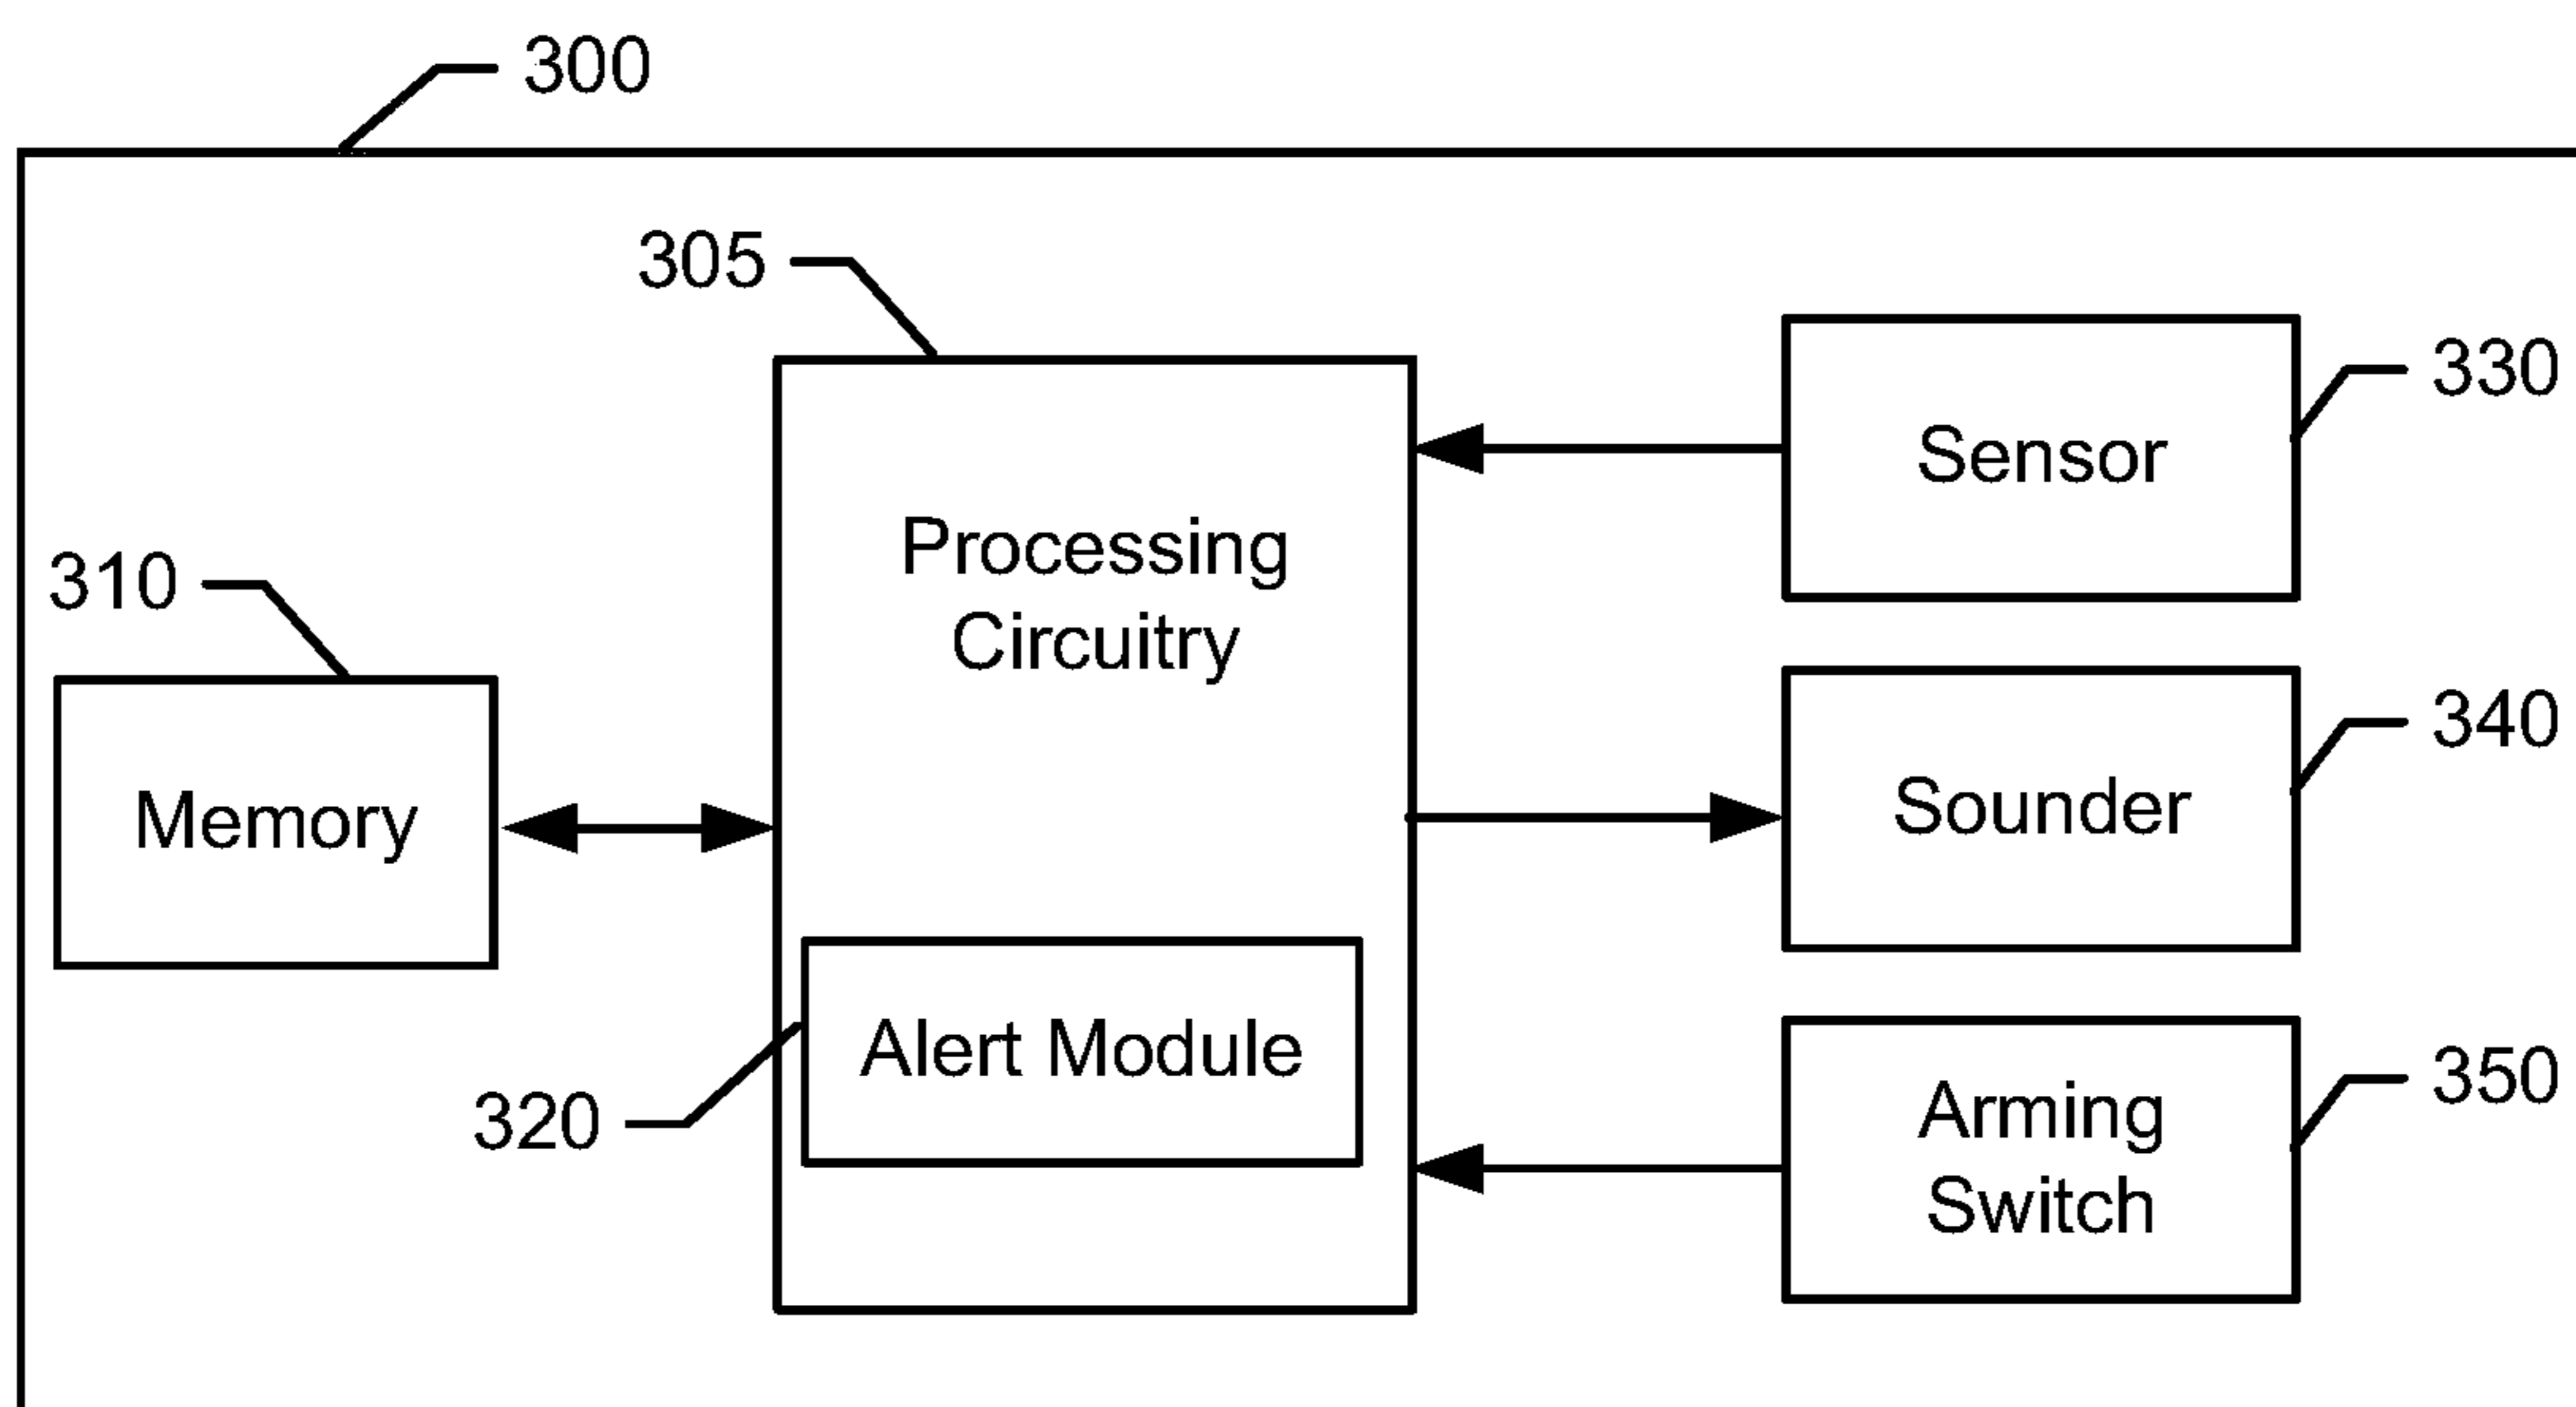 300
305
330
Sensor
Processing
Circuitry
310
340
Memory
Sounder
Alert Module
320
350
Arming
Switch